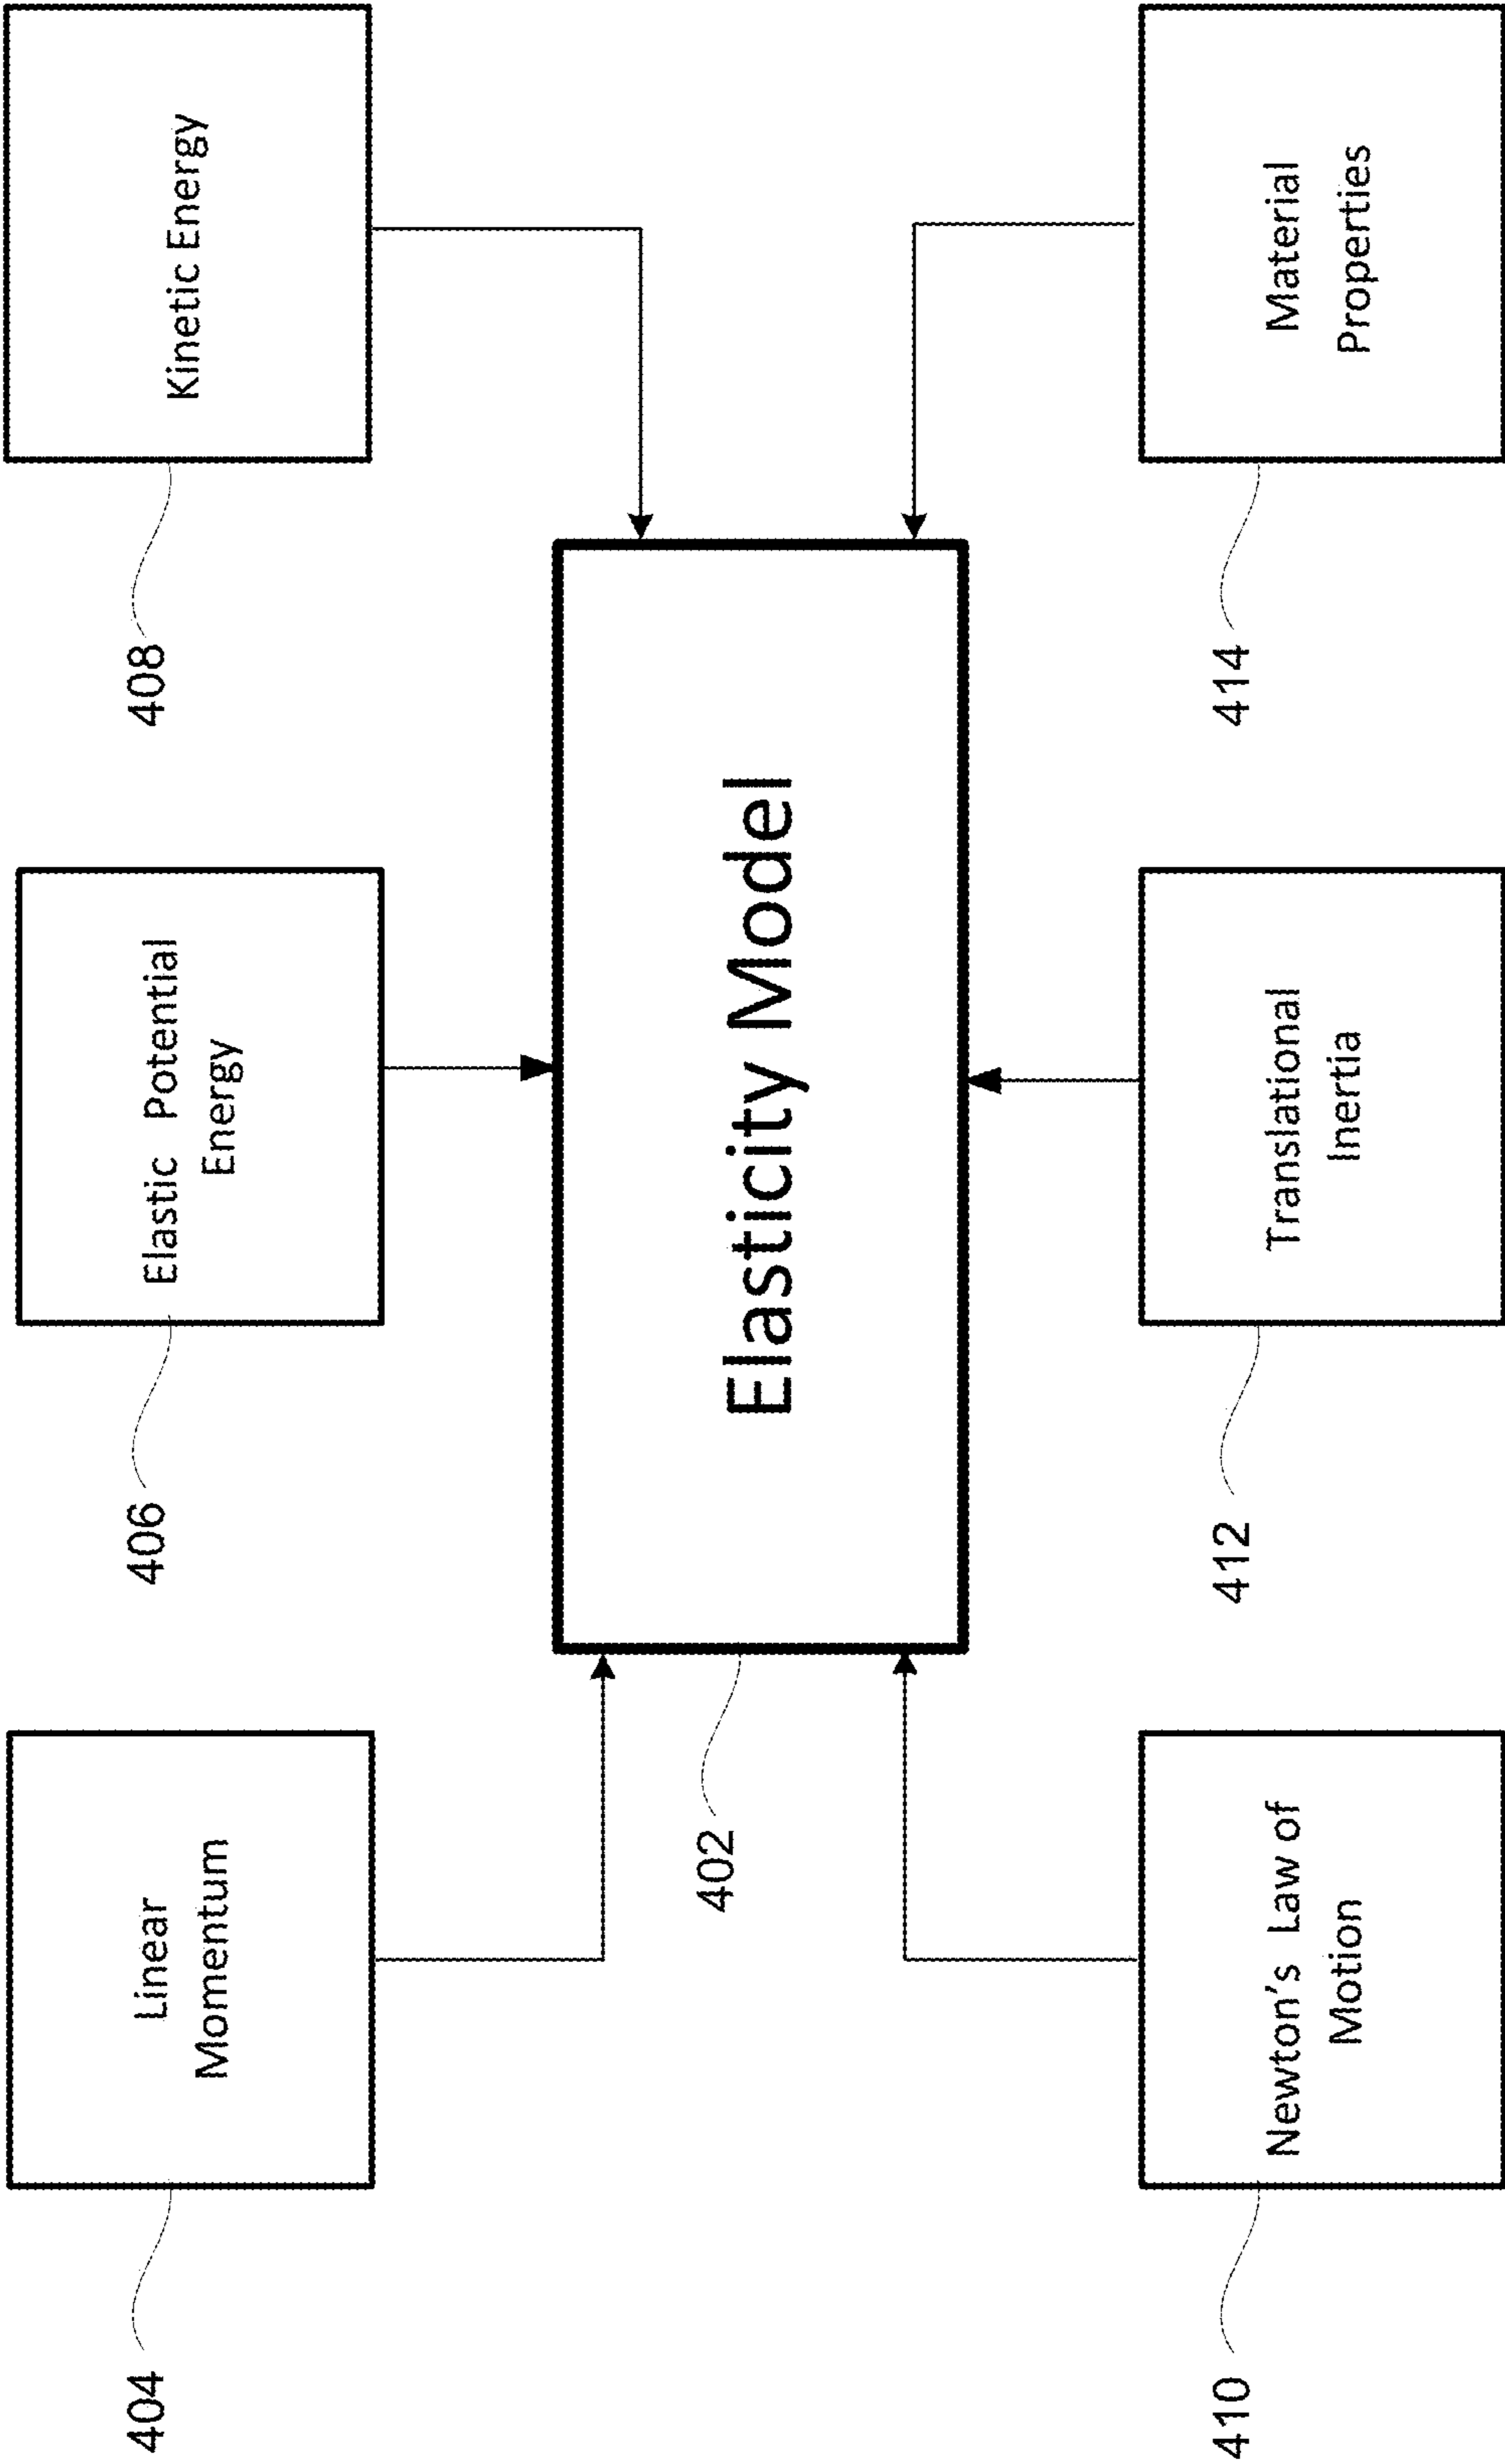 Linear
Momentum
404
Elastic Potential
Energy
406
Kinetic Energy
408
Elasticity Model
402
Newton's Law of
Motion
410
Translational
Inertia
412
Material
Properties
414